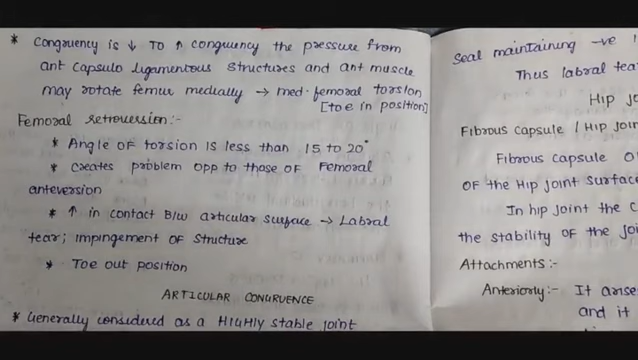 * Congruency is ↓ To ↑ congruency the pressure from
ant capsulo ligamentous structures and ant muscle
may rotate femur medially → med. femoral torsion
[toe in position]
Femoral retroversion:-
* Angle of torsion is less than 15 to 20°
* creates problem opp to those of Femoral
anteversion
* ↑ in contact B/w articular surface → Labral
tear; impingement of structure
* Toe out position
ARTICULAR CONGRUENCE
* Generally considered as a HIGHLY stable joint
Seal maintaining -ve
Thus labral tea
Hip jo
Fibrous capsule / Hip Join
Fibrous capsule o
of the Hip joint surface
In hip joint the c
the stability of the joi
Attachments:-
Anteriorly:- It arise
and it